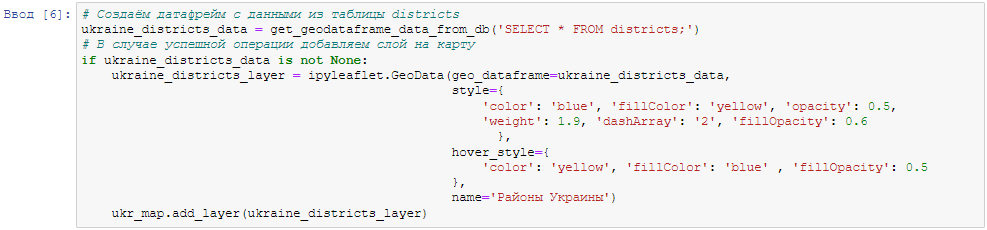 Ввод [6]:
# Создаём датафрейм с данными из таблицы districts
ukraine_districts_data = get_geodataframe_data_from_db('SELECT * FROM districts;')
# В случае успешной операции добавляем слой на карту
if ukraine_districts_data is not None:
    ukraine_districts_layer = ipyleaflet.GeoData(geo_dataframe=ukraine_districts_data,
                                                 style={
                                                     'color': 'blue', 'fillColor': 'yellow', 'opacity': 0.5,
                                                     'weight': 1.9, 'dashArray': '2', 'fillOpacity': 0.6
                                                       },
                                                 hover_style={
                                                     'color': 'yellow', 'fillColor': 'blue' , 'fillOpacity': 0.5
                                                 },
                                                 name='Районы Украины')
    ukr_map.add_layer(ukraine_districts_layer)